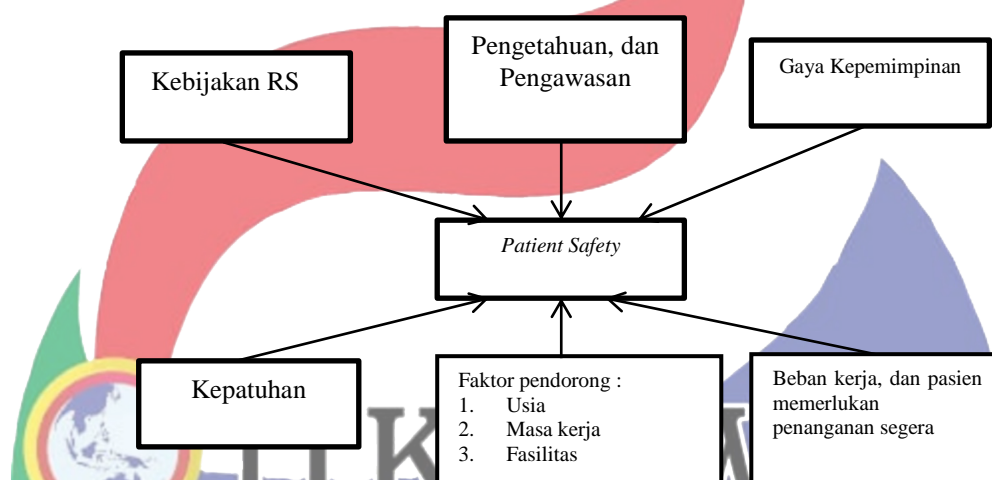 Kebijakan RS
Pengetahuan, dan
Pengawasan
Gaya Kepemimpinan
Patient Safety
Kepatuhan
Faktor pendorong :
1. Usia
2. Masa kerja
3. Fasilitas
Beban kerja, dan pasien
memerlukan
penanganan segera